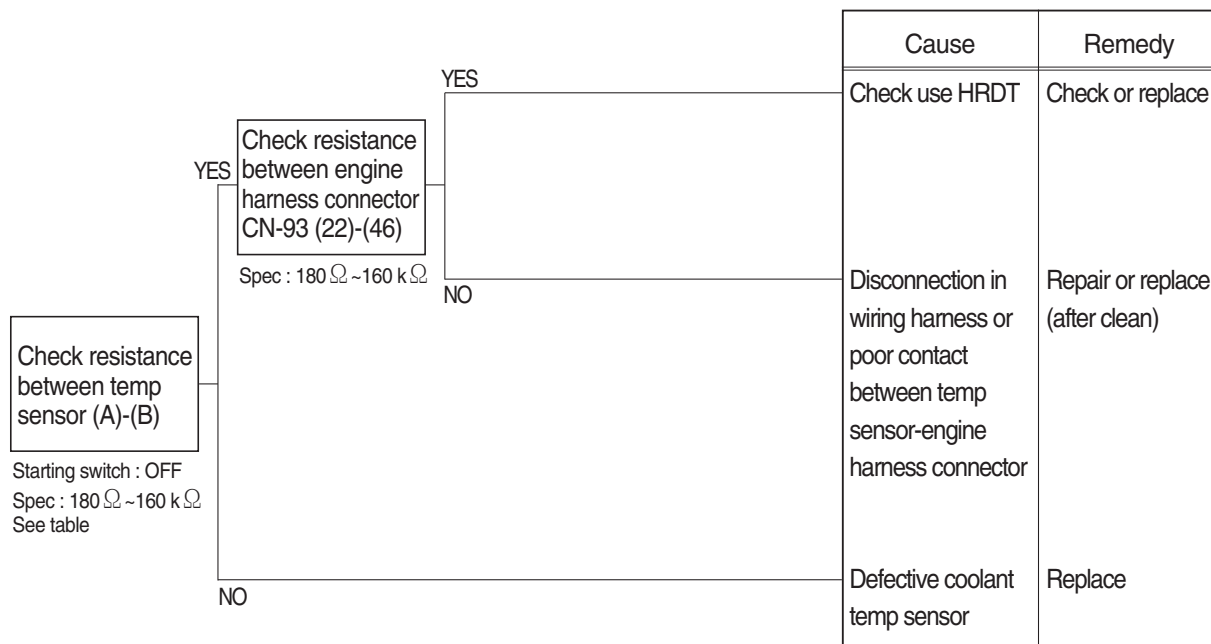 Cause
Remedy
YES
Check use HRDT
Check or replace
Check resistance
between engine
harness connector
CN-93 (22)-(46)
YES
Spec : 180 Ω ~160 k Ω
NO
Disconnection in
wiring harness or
poor contact
between temp
sensor-engine
harness connector
Repair or replace
(after clean)
Check resistance
between temp
sensor (A)-(B)
Starting switch : OFF
Spec : 180 Ω ~160 k Ω
See table
NO
Defective coolant
temp sensor
Replace